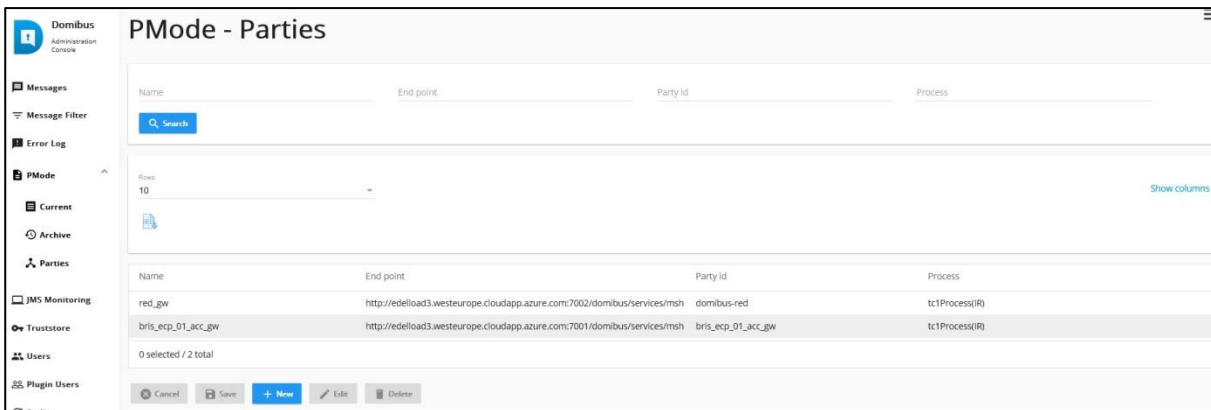 Domibus
Administration
Console
PMode - Parties
Messages
Message Filter
Error Log
PMode
Current
Archive
Parties
JMS Monitoring
Truststore
Users
Plugin Users
Name End point Party id Process
Search
Rows
10
Show columns
Name End point Party id Process
red_gw http://edelload3.westeurope.cloudapp.azure.com:7002/domibus/services/msh domibus-red tc1Process(IR)
bris_ecp_01_acc_gw http://edelload3.westeurope.cloudapp.azure.com:7001/domibus/services/msh bris_ecp_01_acc_gw tc1Process(IR)
0 selected / 2 total
Cancel Save + New Edit Delete